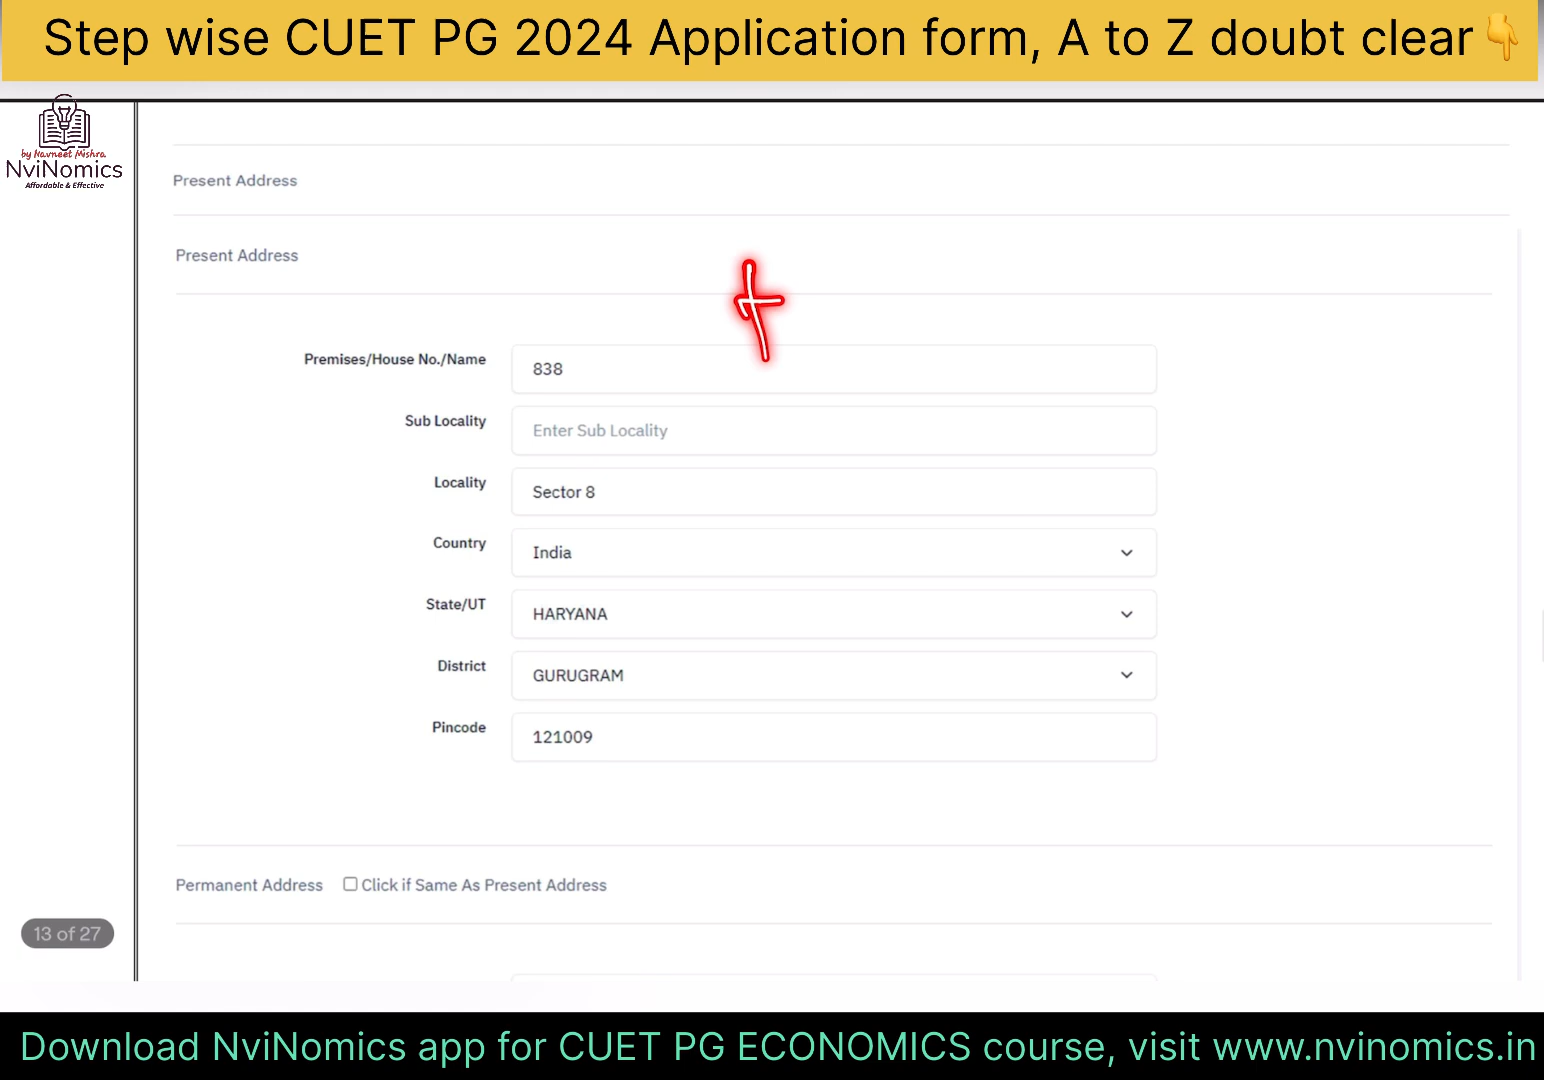 Step wise CUET PG 2024 Application form, A to Z doubt clear👇
by Navneet Mishra.
NviNomics
Affordable & Effective
Present Address
Present Address
Premises/House No./Name
838
Sub Locality
Enter Sub Locality
Locality
Sector 8
Country
India
State/UT
HARYANA
District
GURUGRAM
Pincode
121009
Permanent Address Click if Same As Present Address
13 of 27
Download NviNomics app for CUET PG ECONOMICS course, visit www.nvinomics.in